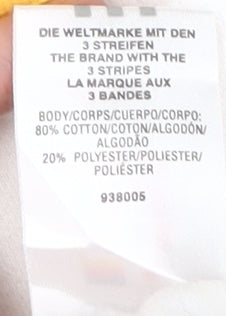 DIE WELTMARKE MIT DEN
3 STREIFEN
THE BRAND WITH THE
3 STRIPES
LA MARQUE AUX
3 BANDES
BODY/CORPS/CUERPO/CORPO:
80% COTTON/COTON/ALGODÓN/
ALGODÃO
20% POLYESTER/POLIESTER/
POLIÉSTER
938005